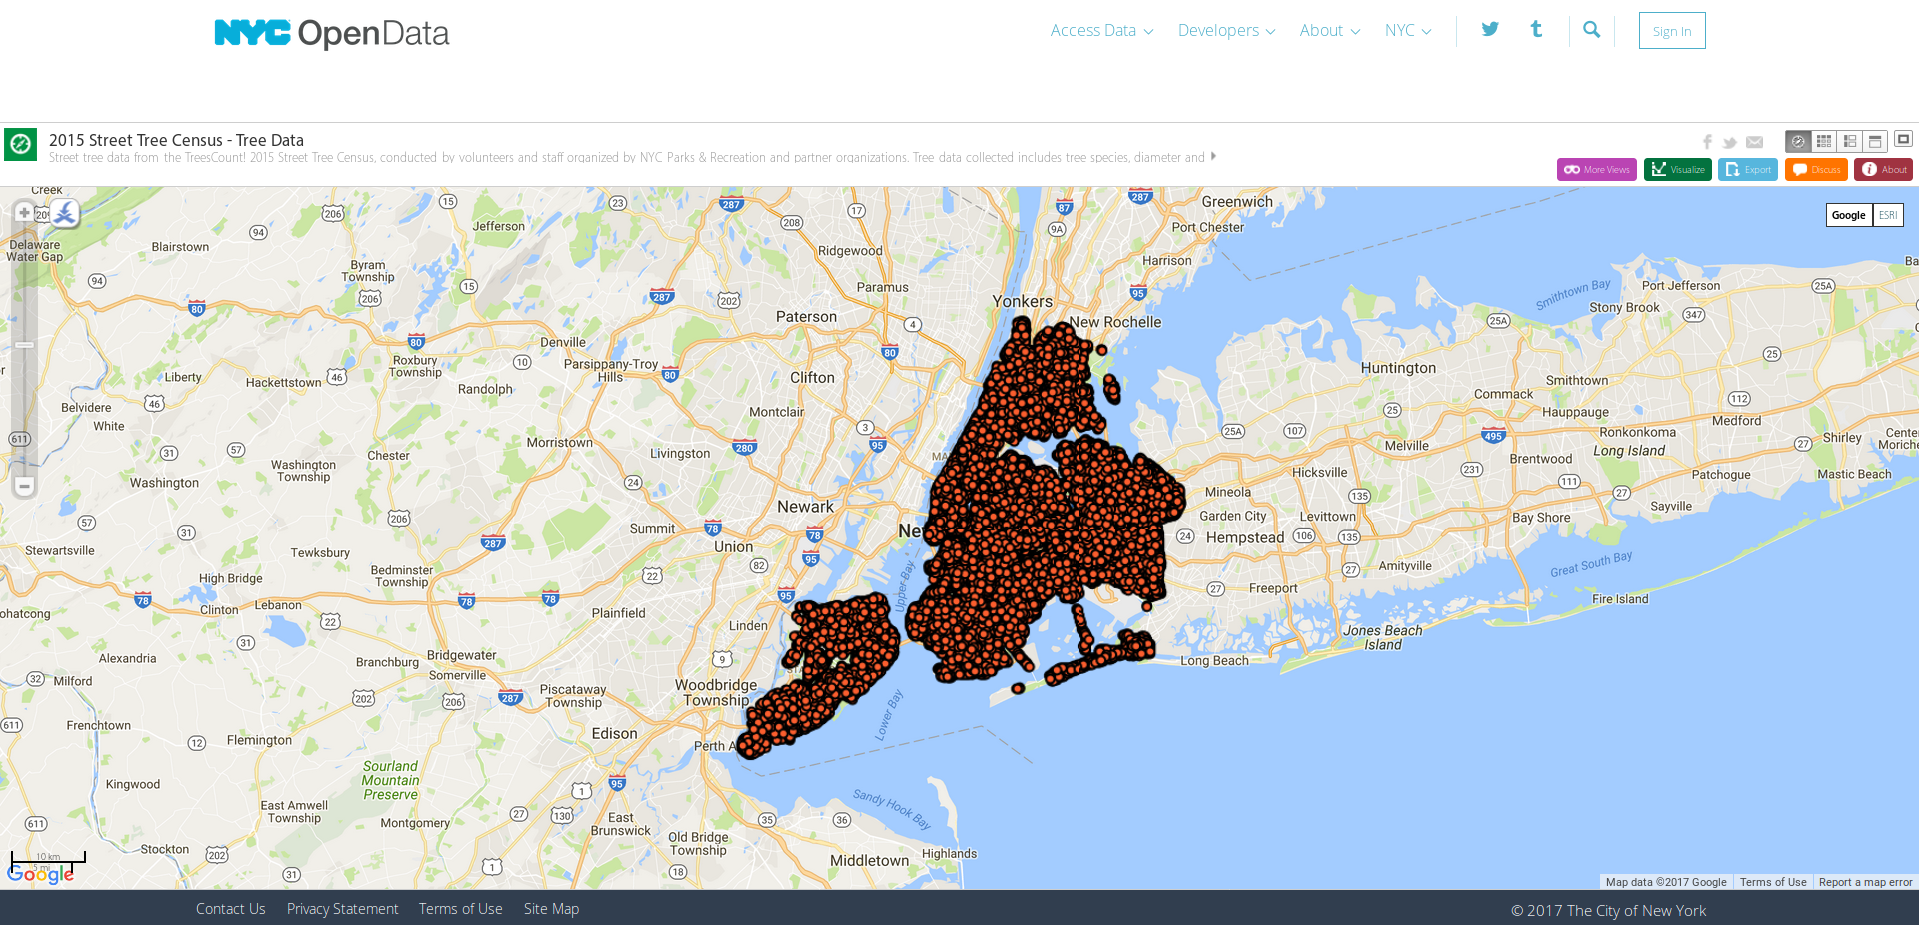 NYC OpenData
Access Data
Developers
About
NYC
Sign In
2015 Street Tree Census - Tree Data
Street tree data from the TreesCount! 2015 Street Tree Census, conducted by volunteers and staff organized by NYC Parks & Recreation and partner organizations. Tree data collected includes tree species, diameter and
More Views
Visualize
Export
Discuss
About
Google
ESRI
Creek
Delaware
Water Gap
Blairstown
Byram
Township
Jefferson
Ridgewood
Paramus
Greenwich
Port Chester
Harrison
Yonkers
New Rochelle
Smithtown Bay
Port Jefferson
Stony Brook
Paterson
Denville
Parsippany-Troy
Hills
Roxbury
Township
Liberty
Hackettstown
Randolph
Clifton
Huntington
Smithtown
Commack
Hauppauge
Medford
Belvidere
White
Montclair
Ronkonkoma
Long Island
Shirley
Center
Moriche
Morristown
Livingston
Chester
Washington
Township
Washington
Melville
Brentwood
Hicksville
Patchogue
Mastic Beach
Mineola
Newark
Garden City
Levittown
Bay Shore
Sayville
Summit
Union
Hempstead
Stewartsville
Tewksbury
Bedminster
Township
High Bridge
Clinton
Lebanon
Upper Bay
Amityville
Great South Bay
Freeport
Fire Island
ohatcong
Plainfield
Linden
Jones Beach
Island
Long Beach
Alexandria
Branchburg
Bridgewater
Somerville
Milford
Woodbridge
Township
Piscataway
Township
Lower Bay
Frenchtown
Flemington
Edison
Perth A
Sourland
Mountain
Preserve
Kingwood
East Amwell
Township
Montgomery
East
Brunswick
Old Bridge
Township
Sandy Hook Bay
Stockton
Middletown
Highlands
10 km
5 mi
Google
Map data ©2017 Google
Terms of Use
Report a map error
Contact Us
Privacy Statement
Terms of Use
Site Map
© 2017 The City of New York